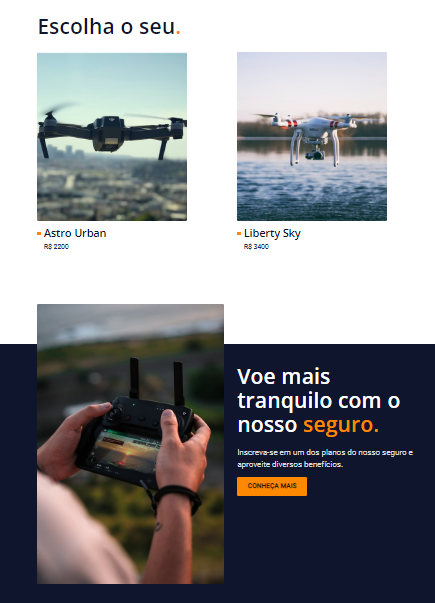 Escolha o seu.
Astro Urban
R$ 2200
Liberty Sky
R$ 3400
Voe mais
tranquilo com o
nosso seguro.
Inscreva-se em um dos planos do nosso seguro e
aproveite diversos benefícios.
CONHEÇA MAIS